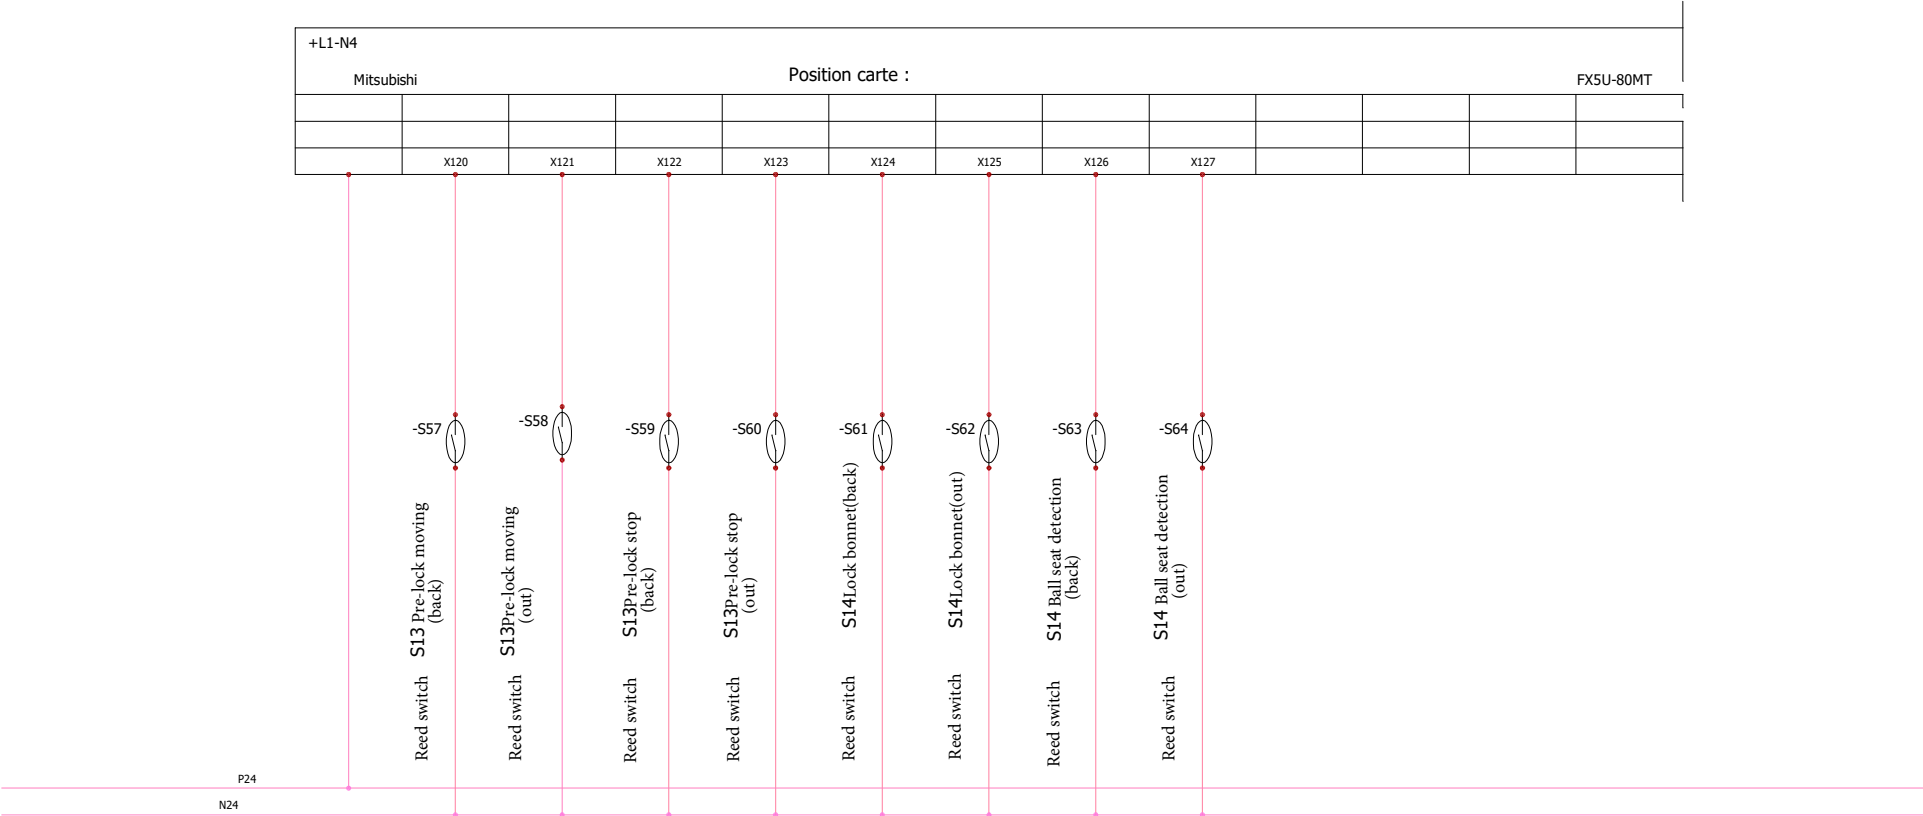 +L1-N4
Mitsubishi
Position carte :
FX5U-80MT
X120
X121
X122
X123
X124
X125
X126
X127
-S57
-S58
-S59
-S60
-S61
-S62
-S63
-S64
S13 Pre-lock moving
(back)
S13Pre-lock moving
(out)
S13Pre-lock stop
(back)
S13Pre-lock stop
(out)
S14Lock bonnet(back)
S14Lock bonnet(out)
S14 Ball seat detection
(back)
S14 Ball seat detection
(out)
Reed switch
Reed switch
Reed switch
Reed switch
Reed switch
Reed switch
Reed switch
Reed switch
P24
N24